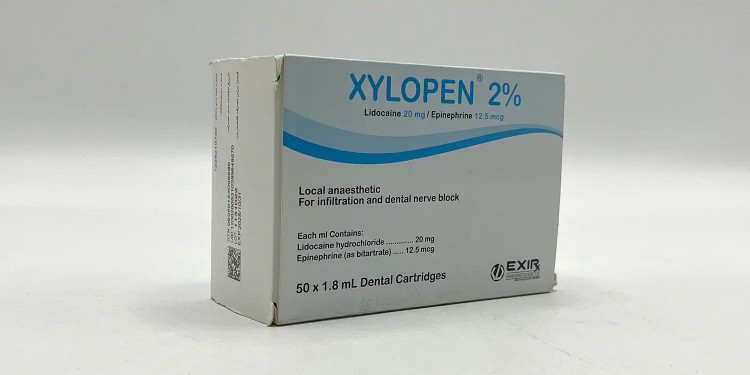 XYLOPEN® 2%
Lidocaine 20 mg / Epinephrine 12.5 mcg
Local anaesthetic
For infiltration and dental nerve block
Each ml Contains:
Lidocaine hydrochloride ............. 20 mg
Epinephrine (as bitartrate) ..... 12.5 mcg
50 x 1.8 mL Dental Cartridges
EXIR